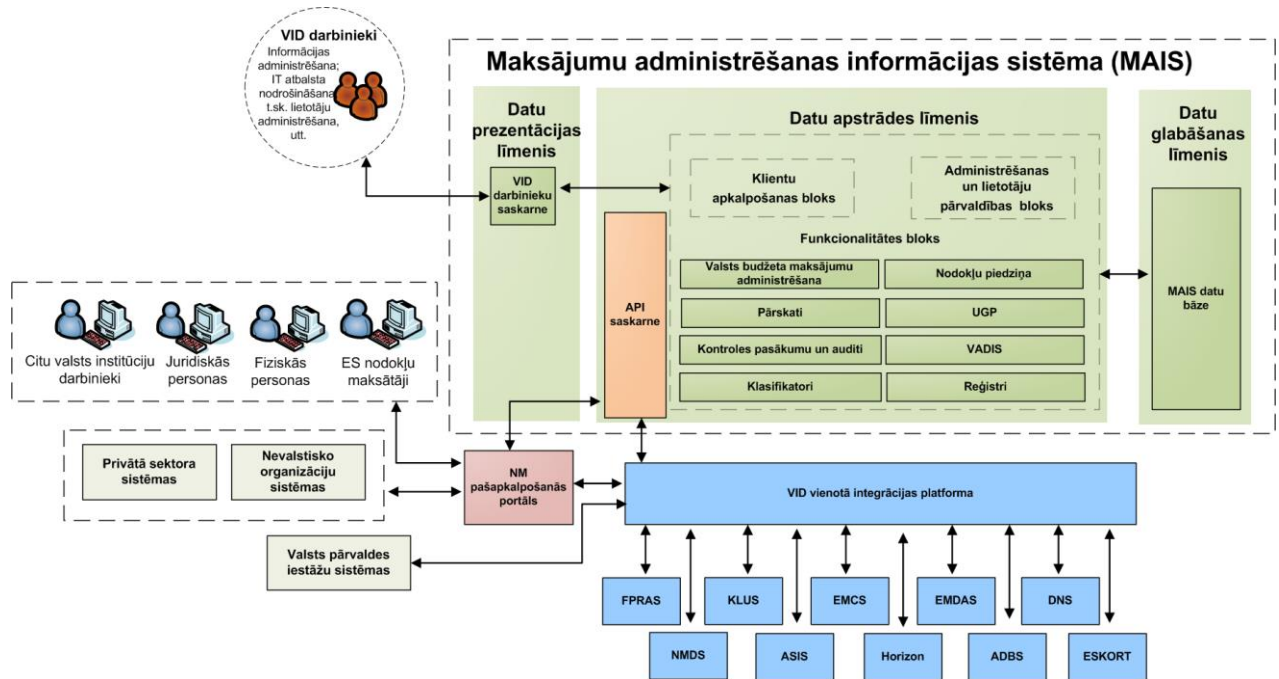 VID darbinieki
Informācijas
administrēšana;
IT atbalsta
nodrošināšana
t.sk. lietotāju
administrēšana,
utt.
Maksājumu administrēšanas informācijas sistēma (MAIS)
Datu
prezentācijas
līmenis
VID
darbinieku
saskarne
Datu apstrādes līmenis
Klientu
apkalpošanas bloks
Administrēšanas
un lietotāju
pārvaldības bloks
Funkcionalitātes bloks
API
saskarne
Valsts budžeta maksājumu
administrēšana
Nodokļu piedziņa
Pārskati
UGP
Kontroles pasākumu un auditi
VADIS
Klasifikatori
Reģistri
Datu
glabāšanas
līmenis
MAIS datu
bāze
Citu valsts institūciju
darbinieki
Juridiskās
personas
Fiziskās
personas
ES nodokļu
maksātāji
Privātā sektora
sistēmas
Nevalstisko
organizāciju
sistēmas
NM
pašapkalpošanās
portāls
VID vienotā integrācijas platforma
Valsts pārvaldes
iestāžu sistēmas
FPRAS
KLUS
EMCS
EMDAS
DNS
NMDS
ASIS
Horizon
ADBS
ESKORT